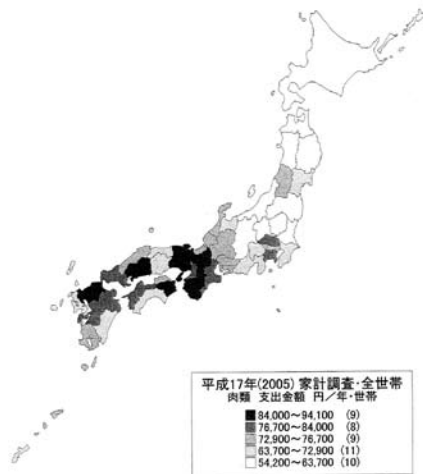 平成17年(2005) 家計調査・全世帯
肉類 支出金額 円／年・世帯
84,000～94,100 (9)
76,700～84,000 (8)
72,900～76,700 (9)
63,700～72,900 (11)
54,200～63,700 (10)